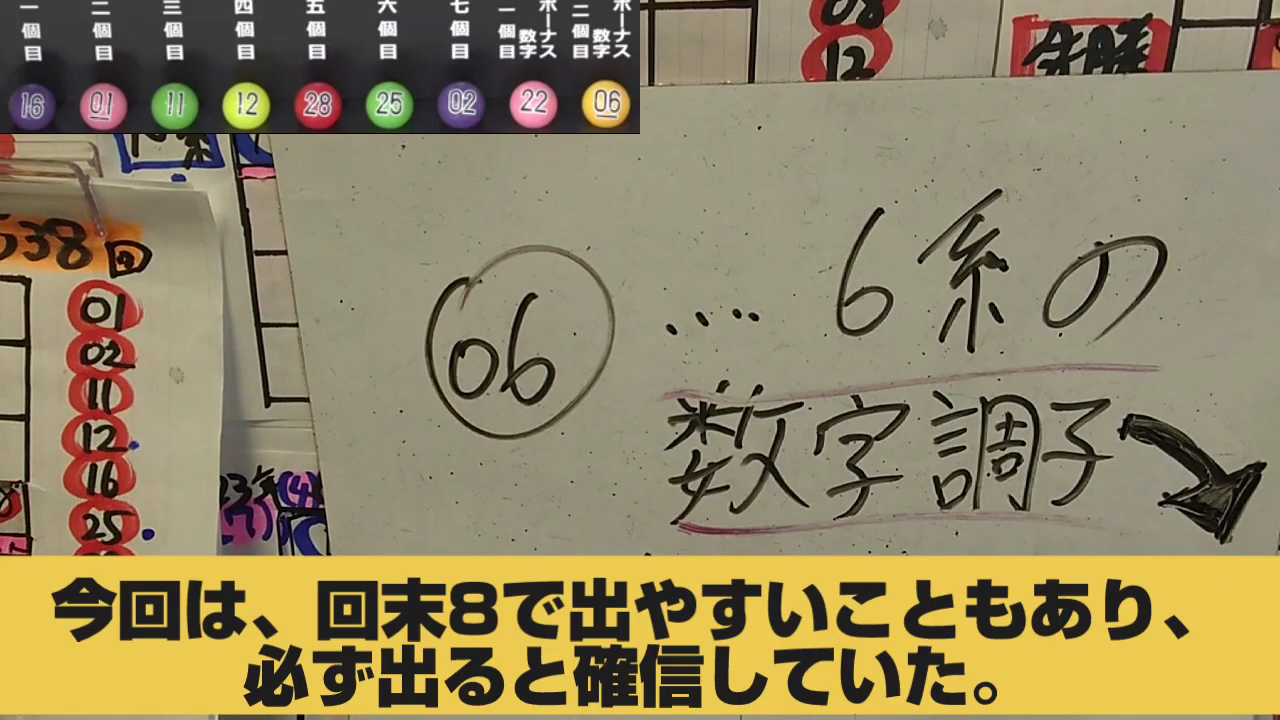 一個目 二個目 三個目 四個目 五個目 六個目 七個目 ボーナス数字一個目 ボーナス数字二個目
16 01 11 12 28 25 02 22 06
08
12
538回
01
02
11
12
16
25
06 …. 6系の
数字調子
今回は、回末8で出やすいこともあり、
必ず出ると確信していた。